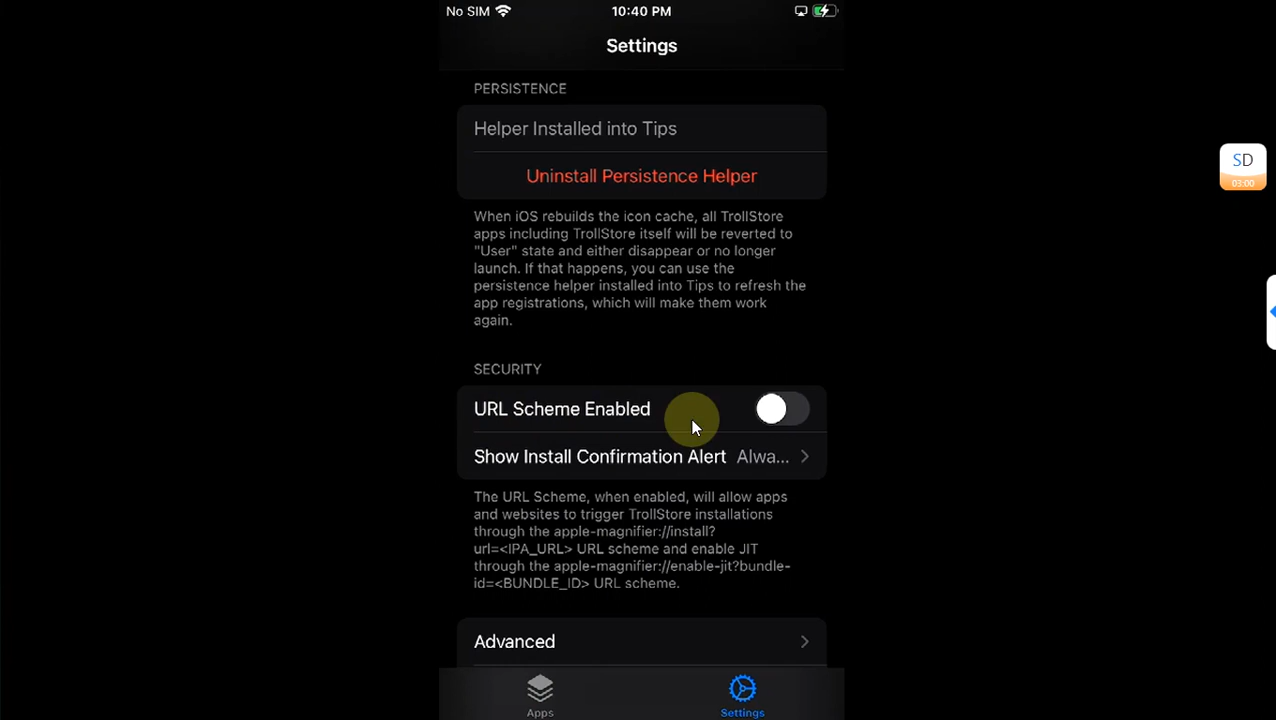 No SIM 10:40 PM
Settings
PERSISTENCE
Helper Installed into Tips
Uninstall Persistence Helper
When iOS rebuilds the icon cache, all TrollStore
apps including TrollStore itself will be reverted to
"User" state and either disappear or no longer
launch. If that happens, you can use the
persistence helper installed into Tips to refresh the
app registrations, which will make them work
again.
SECURITY
URL Scheme Enabled
Show Install Confirmation Alert Alwa...
The URL Scheme, when enabled, will allow apps
and websites to trigger TrollStore installations
through the apple-magnifier://install?
url=<IPA_URL> URL scheme and enable JIT
through the apple-magnifier://enable-jit?bundle-
id=<BUNDLE_ID> URL scheme.
Advanced
Apps Settings
SD
03:00